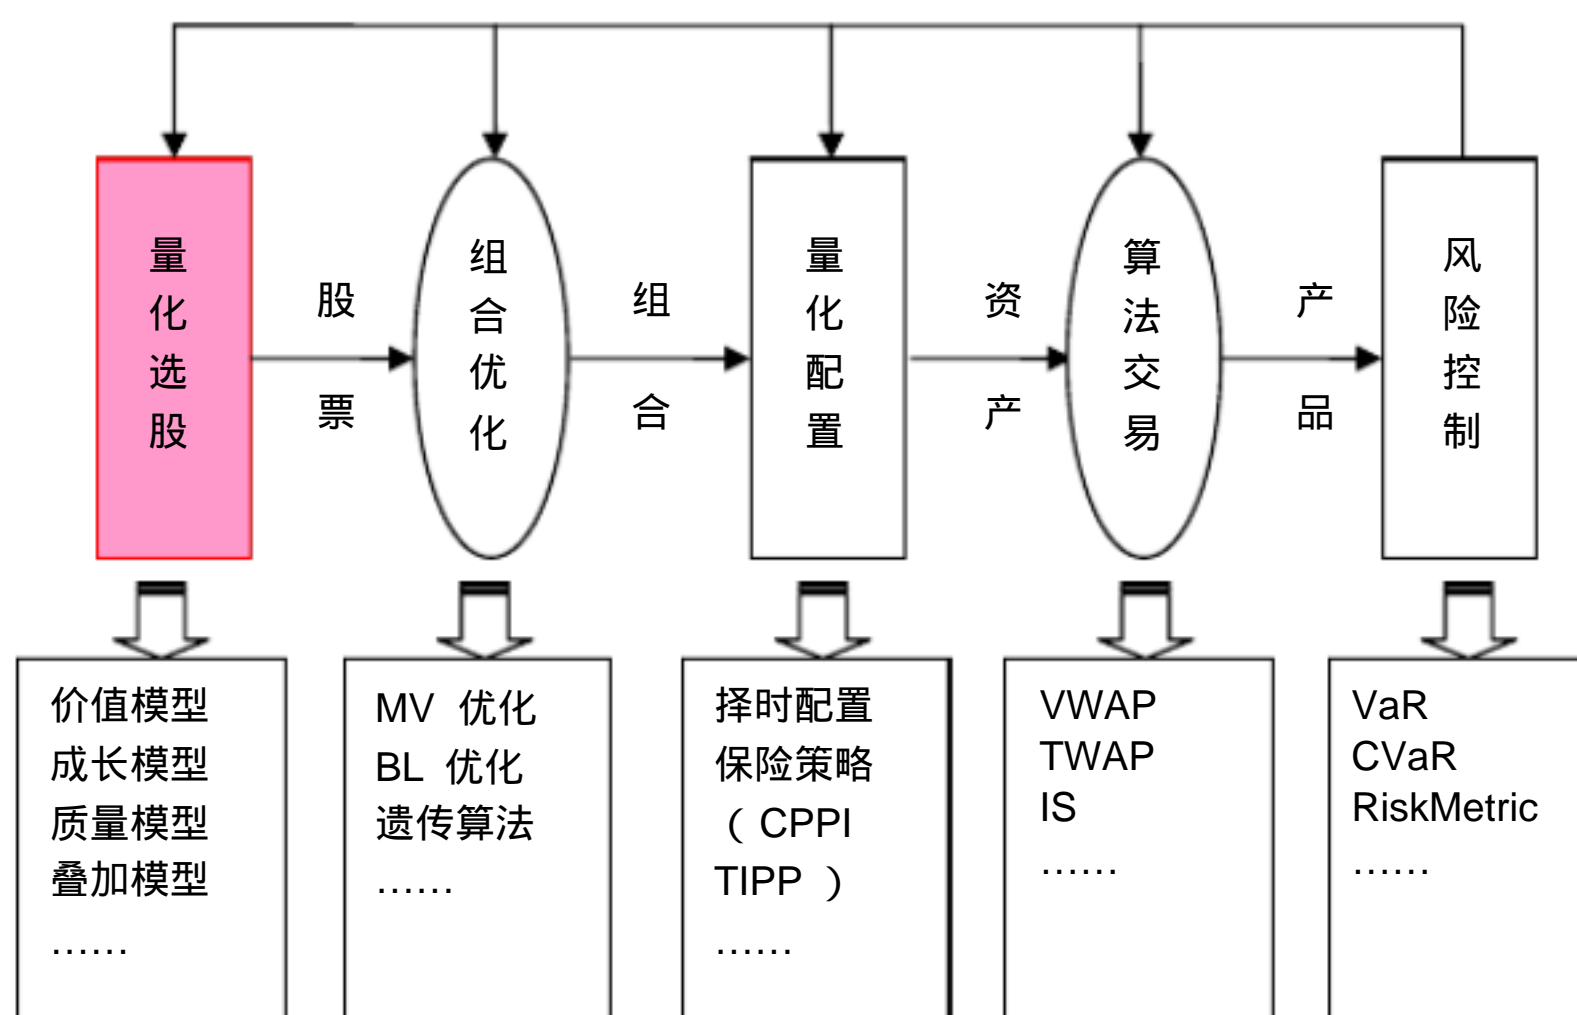 量化选股
股票
组合优化
组合
量化配置
资产
算法交易
产品
风险控制
价值模型
成长模型
质量模型
叠加模型
……
MV 优化
BL 优化
遗传算法
……
择时配置
保险策略
（CPPI
TIPP ）
……
VWAP
TWAP
IS
……
VaR
CVaR
RiskMetric
……